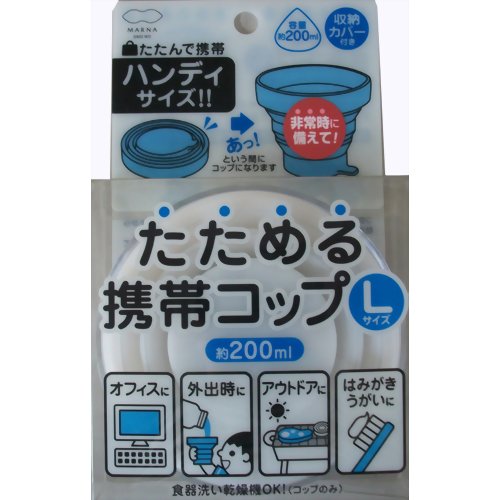 MARNA
SINCE 1872
容量
約200ml
収納
カバー
付き
たたんで携帯
ハンディ
サイズ!!
あっ!
という間に
コップになります
非常時に
備えて!
たためる
携帯コップ
L
サイズ
約200ml
オフィスに
外出時に
アウトドアに
はみがき
うがいに
食器洗い乾燥機OK!(コップのみ)